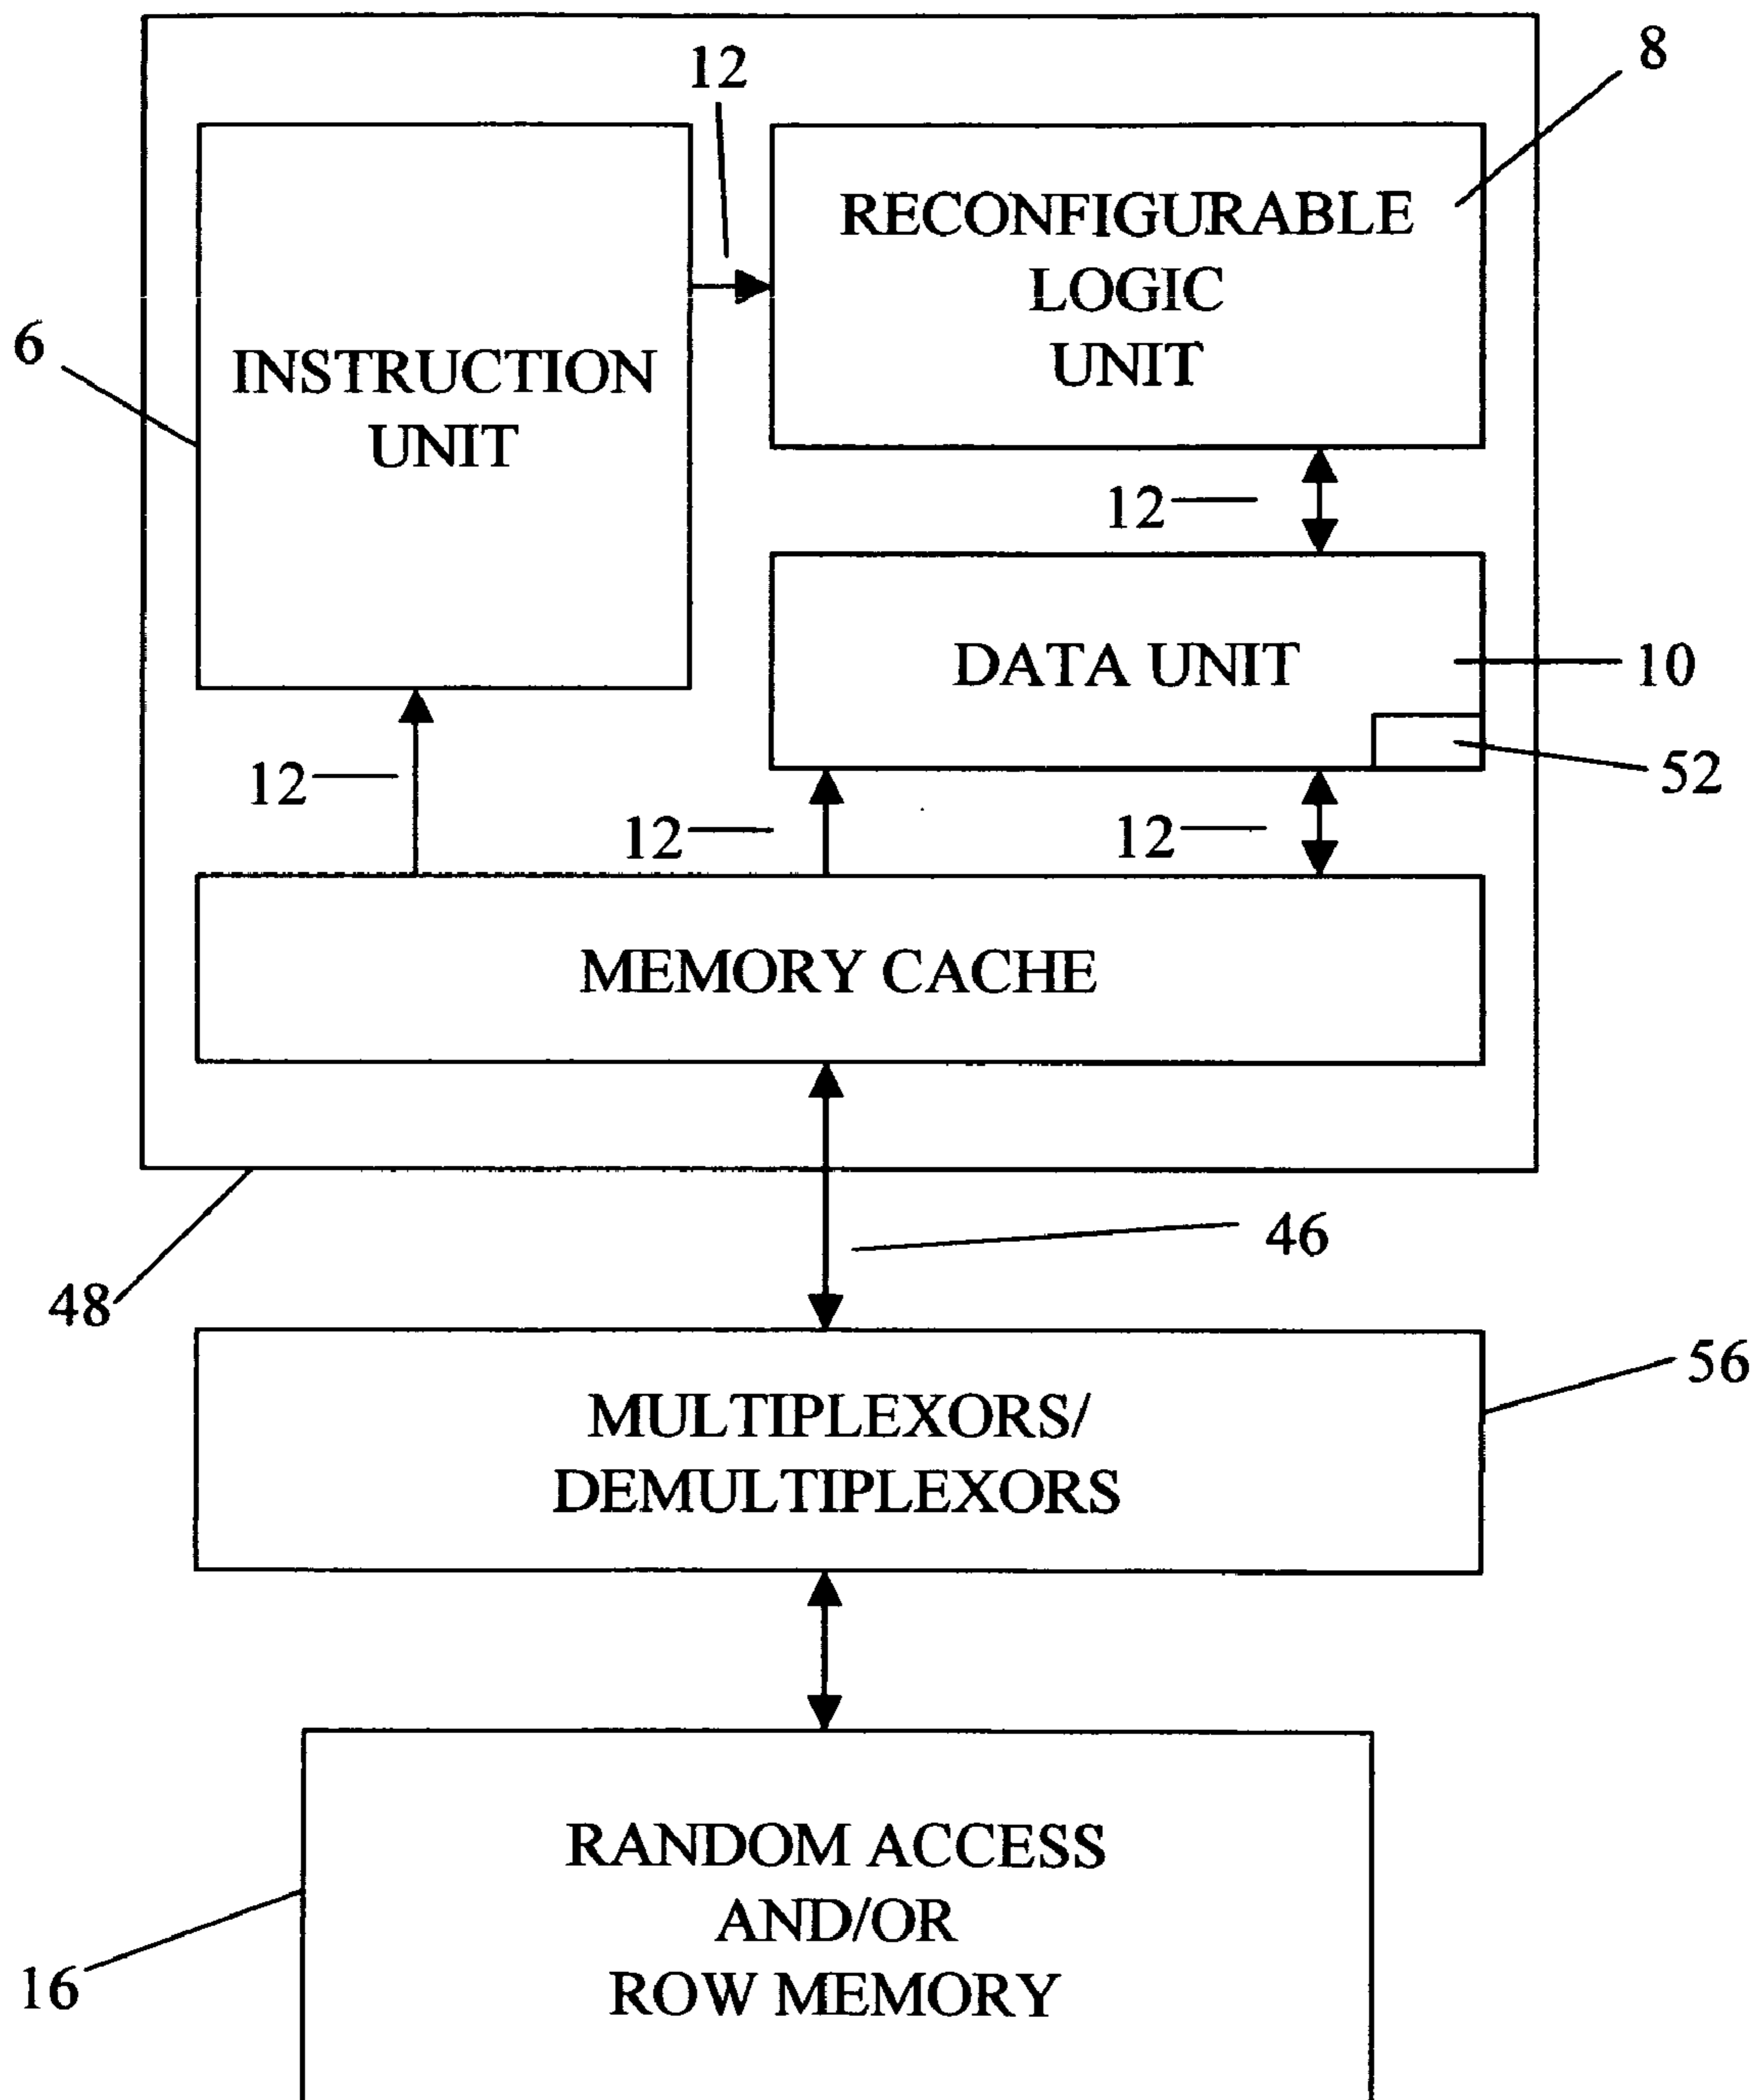 12
8
RECONFIGURABLE
LOGIC
UNIT
6
INSTRUCTION
UNIT
12
DATA UNIT
10
52
12
12
12
MEMORY CACHE
46
48
56
MULTIPLEXORS/
DEMULTIPLEXORS
RANDOM ACCESS
AND/OR
ROW MEMORY
16